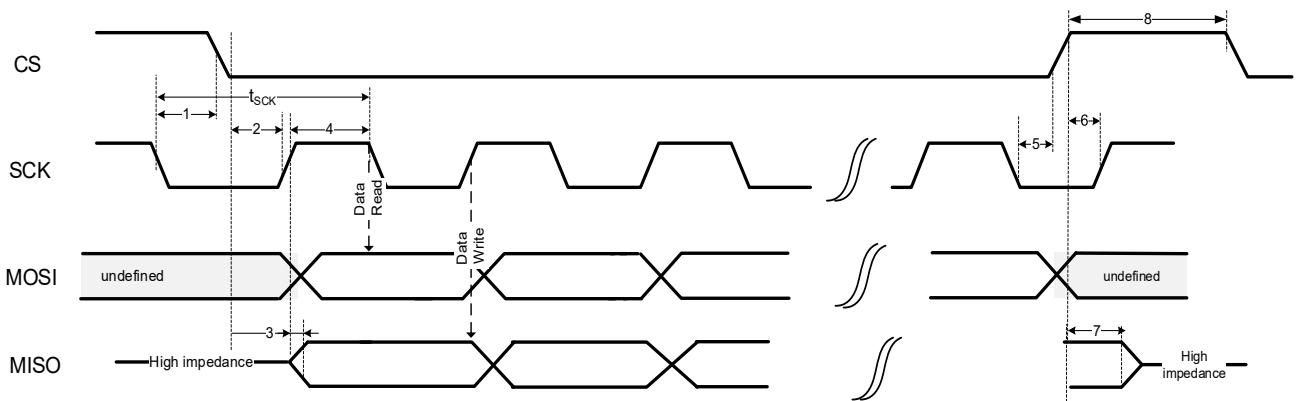 8
CS
tSCK
1
2
4
5
6
SCK
Data
Read
Data
Write
MOSI
undefined
undefined
3
7
MISO
High impedance
High
impedance